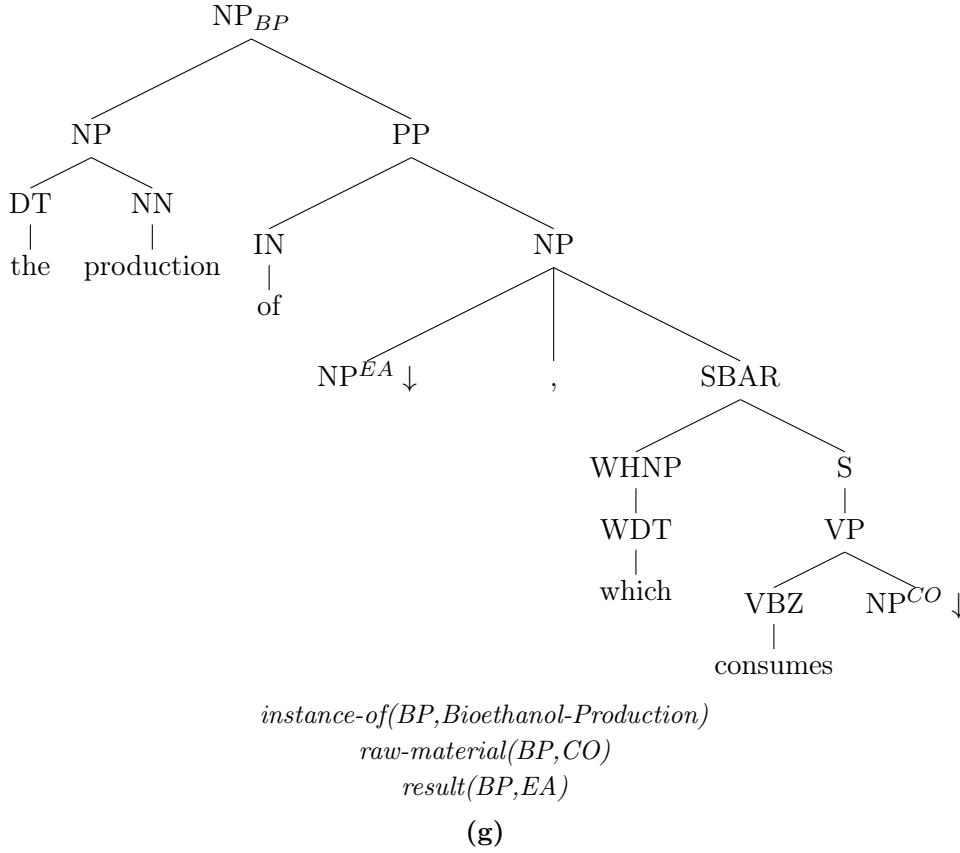 NP_BP
NP PP
DT NN
IN NP
the production
of
NP^EA ↓ , SBAR
WHNP S
WDT VP
which
VBZ NP^CO ↓
consumes
instance-of(BP,Bioethanol-Production)
raw-material(BP,CO)
result(BP,EA)
(g)